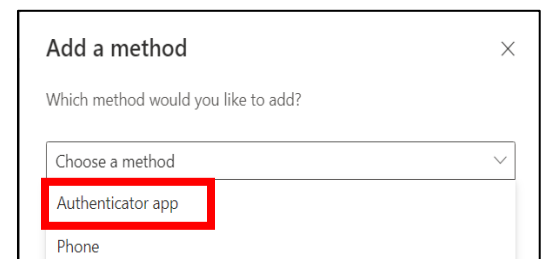 Add a method
Which method would you like to add?
Choose a method
Authenticator app
Phone